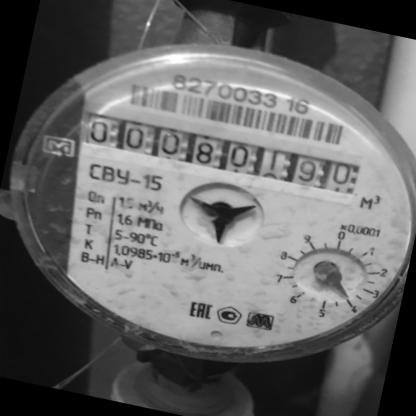 8270033 16
0 0 0 8 0 1 9 0
М³
СВУ-15
Qn 1.5 м³/ч
Pn 1.6 МПа
T 5-90°C
K 1,0985·10⁻⁵ м³/имп.
B-H A-V
x0,0001
0 1 2 3 4 5 6 7 8 9
EAC